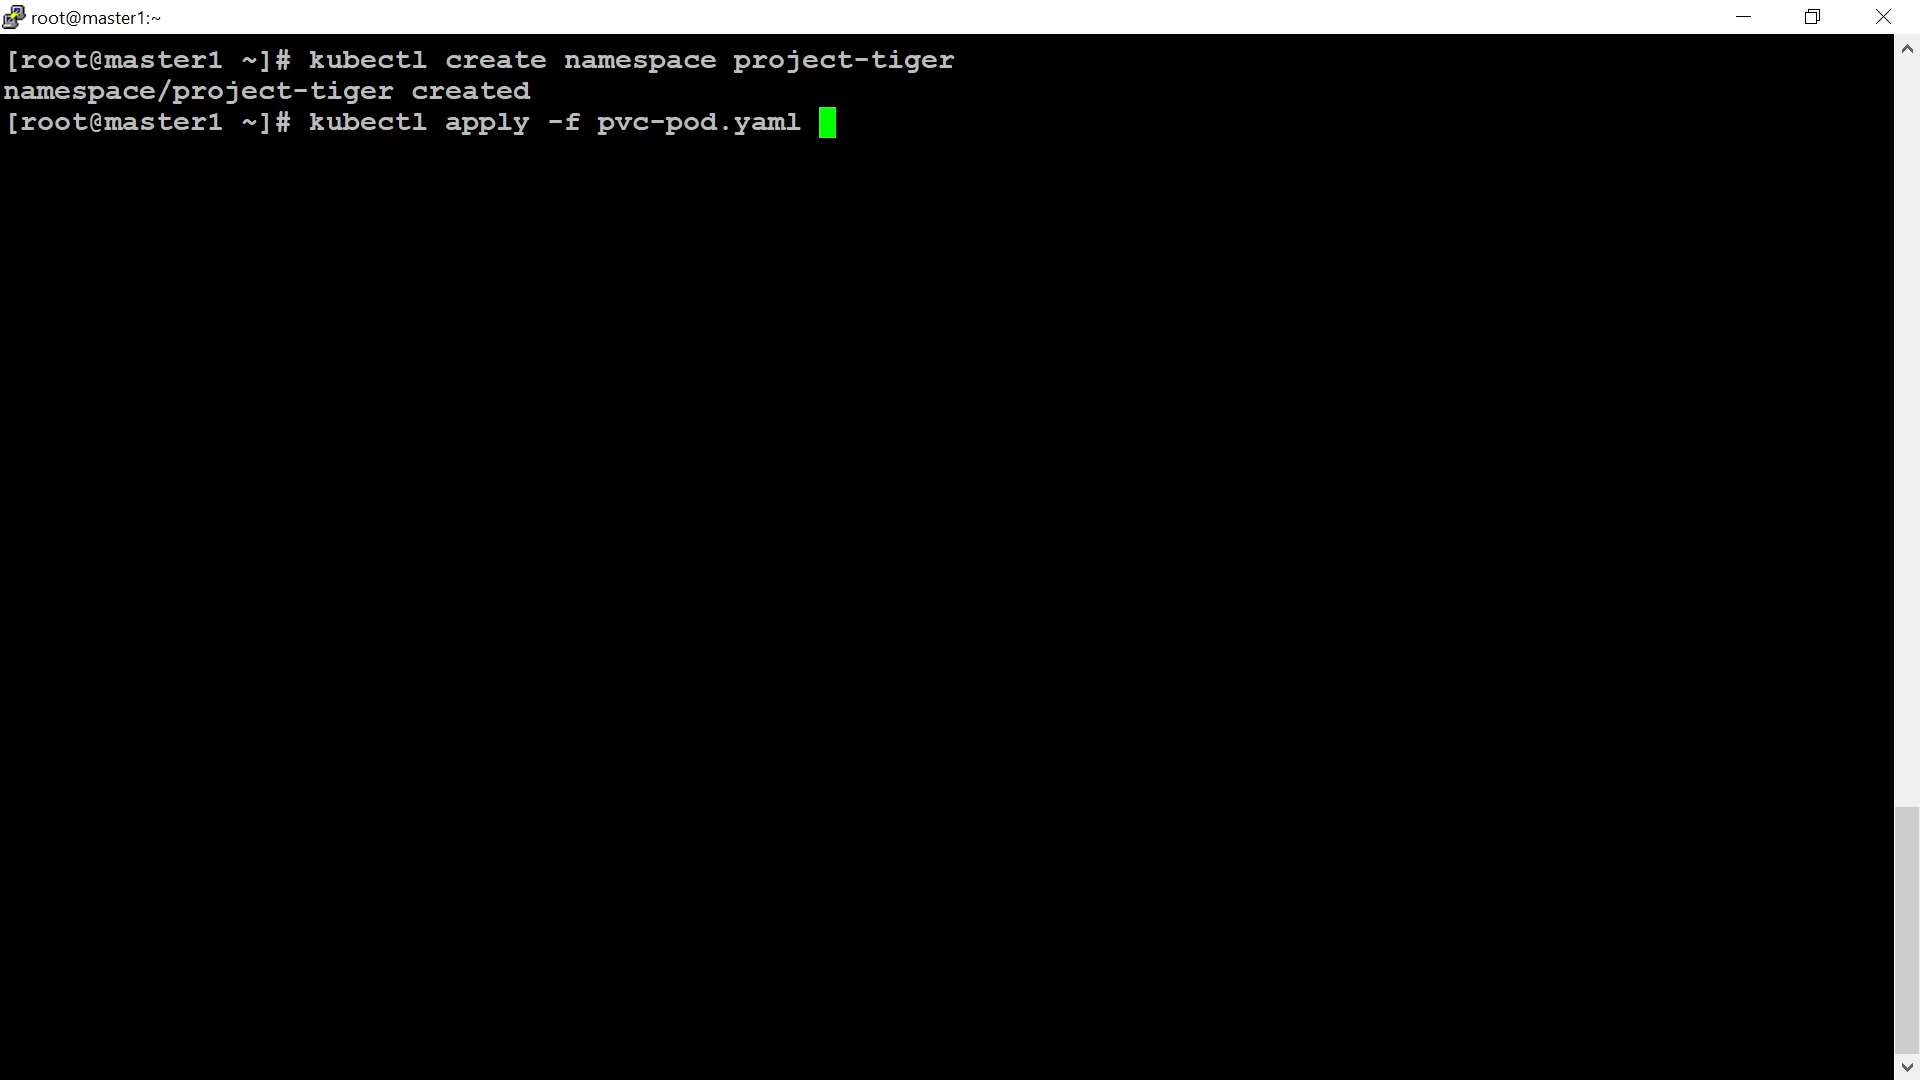 root@master1:~
[root@master1 ~]# kubectl create namespace project-tiger
namespace/project-tiger created
[root@master1 ~]# kubectl apply -f pvc-pod.yaml